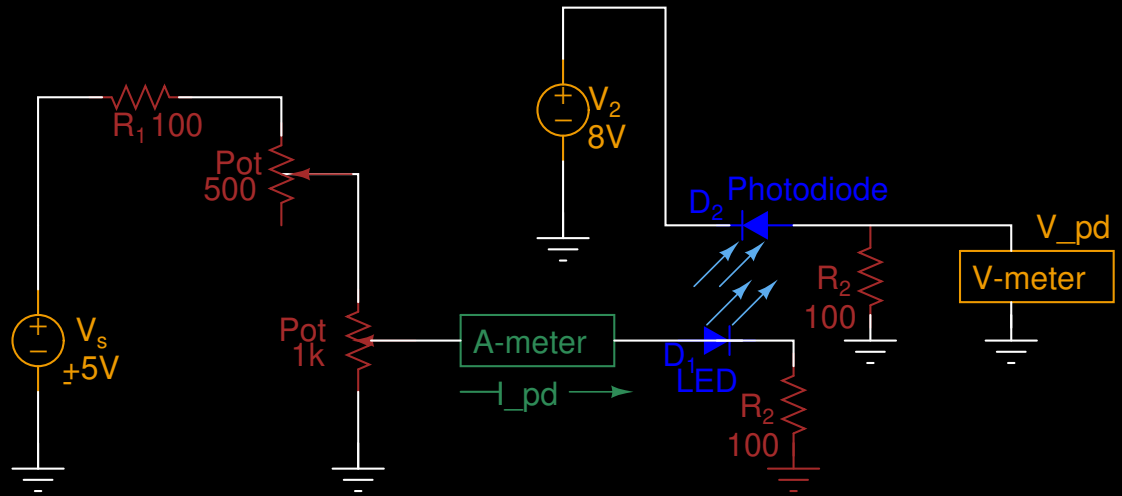 V₂
8V
R₁ 100
Pot
500
D₂ Photodiode
V_pd
V-meter
R₂
100
Vₛ
±5V
Pot
1k
A-meter
D₁
LED
I_pd
R₂
100